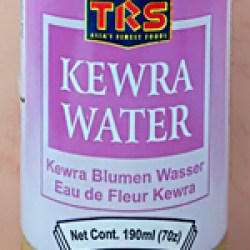 TRS
ASIA'S FINEST FOODS
KEWRA
WATER
Kewra Blumen Wasser
Eau de Fleur Kewra
Net Cont. 190ml (7oz)